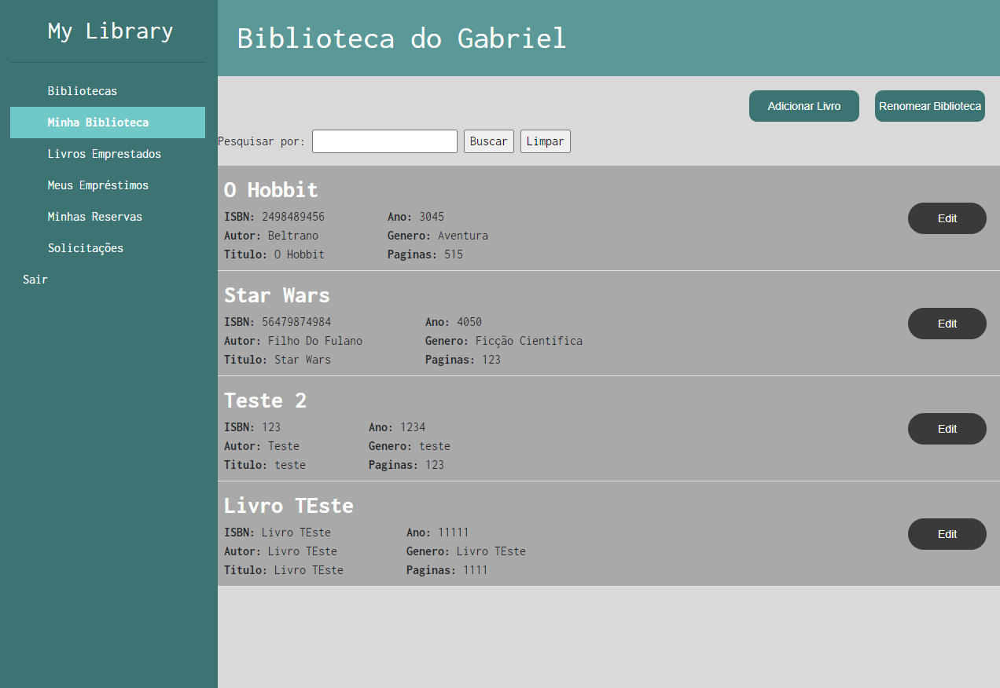 My Library
Bibliotecas
Minha Biblioteca
Livros Emprestados
Meus Empréstimos
Minhas Reservas
Solicitações
Sair
Biblioteca do Gabriel
Adicionar Livro Renomear Biblioteca
Pesquisar por: Buscar Limpar
O Hobbit
ISBN: 2498489456 Ano: 3045
Autor: Beltrano Genero: Aventura
Titulo: O Hobbit Paginas: 515
Edit
Star Wars
ISBN: 56479874984 Ano: 4050
Autor: Filho Do Fulano Genero: Ficção Científica
Titulo: Star Wars Paginas: 123
Edit
Teste 2
ISBN: 123 Ano: 1234
Autor: Teste Genero: teste
Titulo: teste Paginas: 123
Edit
Livro TEste
ISBN: Livro TEste Ano: 11111
Autor: Livro TEste Genero: Livro TEste
Titulo: Livro TEste Paginas: 1111
Edit